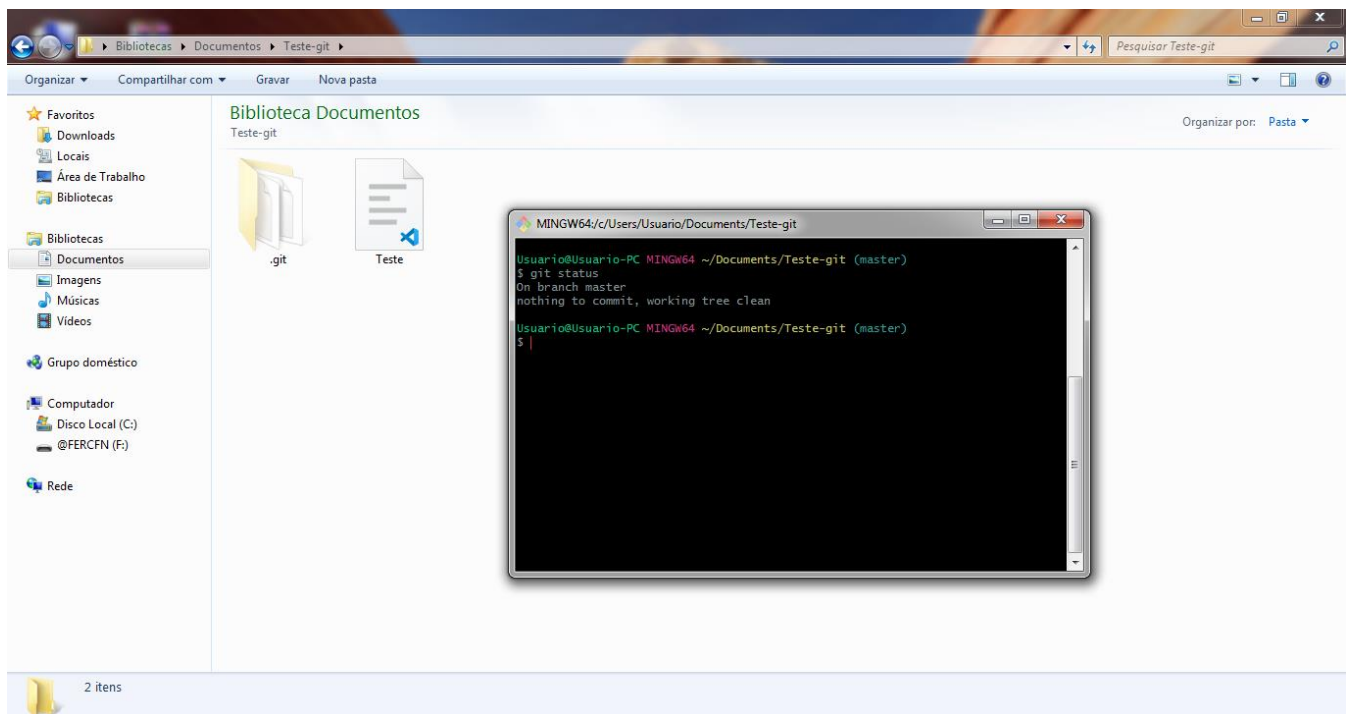 Bibliotecas Documentos Teste-git
Pesquisar Teste-git
Organizar Compartilhar com Gravar Nova pasta
Favoritos
Downloads
Locais
Área de Trabalho
Bibliotecas
Bibliotecas
Documentos
Imagens
Músicas
Vídeos
Grupo doméstico
Computador
Disco Local (C:)
@FERCFN (F:)
Rede
Biblioteca Documentos
Teste-git
Organizar por: Pasta
.git Teste
MINGW64:/c/Users/Usuario/Documents/Teste-git
Usuario@Usuario-PC MINGW64 ~/Documents/Teste-git (master)
$ git status
On branch master
nothing to commit, working tree clean
Usuario@Usuario-PC MINGW64 ~/Documents/Teste-git (master)
$
2 itens